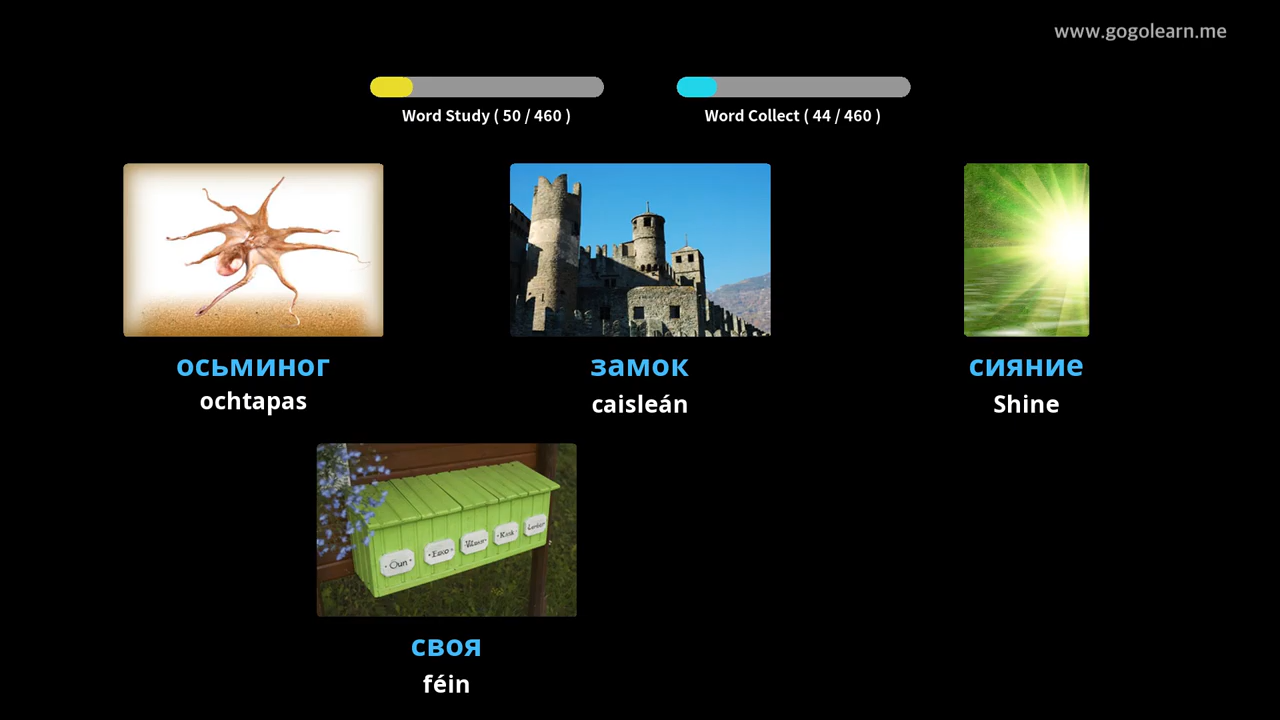 www.gogolearn.me
Word Study ( 50 / 460 )
Word Collect ( 44 / 460 )
осьминог
ochtapas
замок
caisleán
сияние
Shine
своя
féin